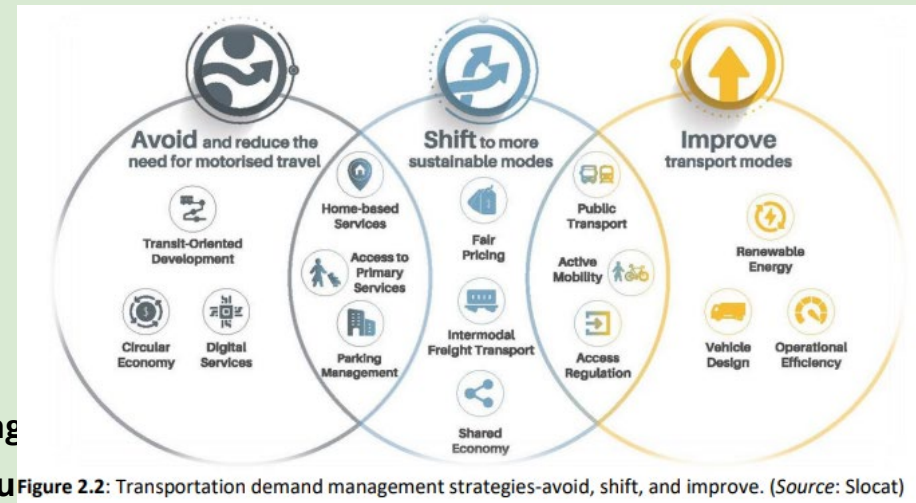 Avoid and reduce the
need for motorised travel
Transit-Oriented
Development
Circular
Economy
Digital
Services
Home-based
Services
Access to
Primary
Services
Parking
Management
Shift to more
sustainable modes
Fair
Pricing
Intermodal
Freight Transport
Shared
Economy
Public
Transport
Active
Mobility
Access
Regulation
Improve
transport modes
Renewable
Energy
Vehicle
Design
Operational
Efficiency
Figure 2.2: Transportation demand management strategies-avoid, shift, and improve. (Source: Slocat)